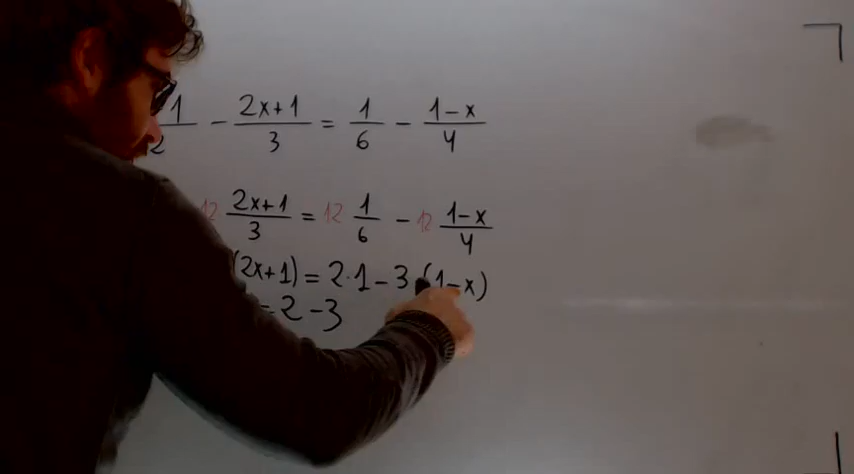 1/2 - (2x+1)/3 = 1/6 - (1-x)/4
12 (2x+1)/3 = 12 1/6 - 12 (1-x)/4
(2x+1) = 2·1 - 3·(1-x)
= 2 - 3